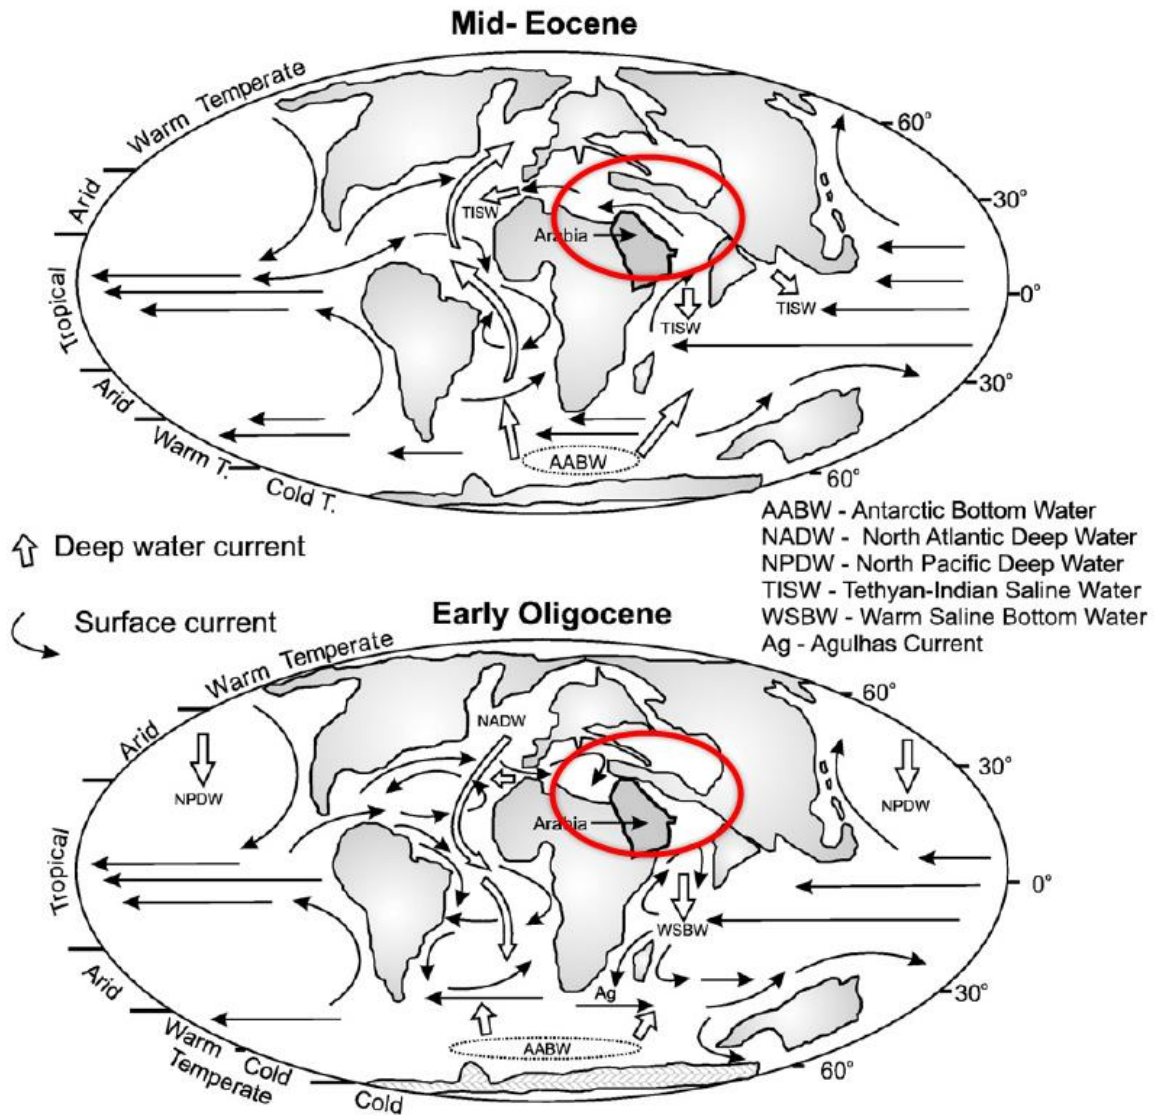 Mid- Eocene
Warm Temperate
Arid
Tropical
Arid
Warm T.
Cold T.
60°
30°
0°
30°
60°
TISW
Arabia
TISW
TISW
AABW
Deep water current
Surface current
AABW - Antarctic Bottom Water
NADW - North Atlantic Deep Water
NPDW - North Pacific Deep Water
TISW - Tethyan-Indian Saline Water
WSBW - Warm Saline Bottom Water
Ag - Agulhas Current
Early Oligocene
Warm Temperate
Arid
Tropical
Arid
Warm Temperate
Cold
Cold
60°
30°
0°
30°
60°
NADW
NPDW
NPDW
Arabia
WSBW
Ag
AABW